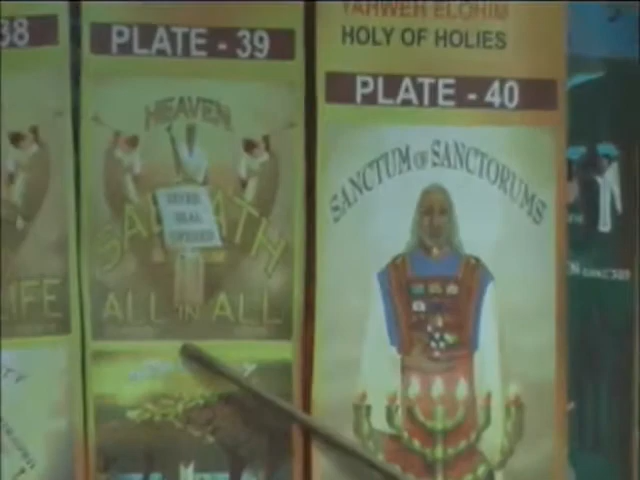 38
LIFE
PLATE - 39
HEAVEN
SABBATH
ALL IN ALL
YAHWEH ELOHIM
HOLY OF HOLIES
PLATE - 40
SANCTUM OF SANCTORUMS